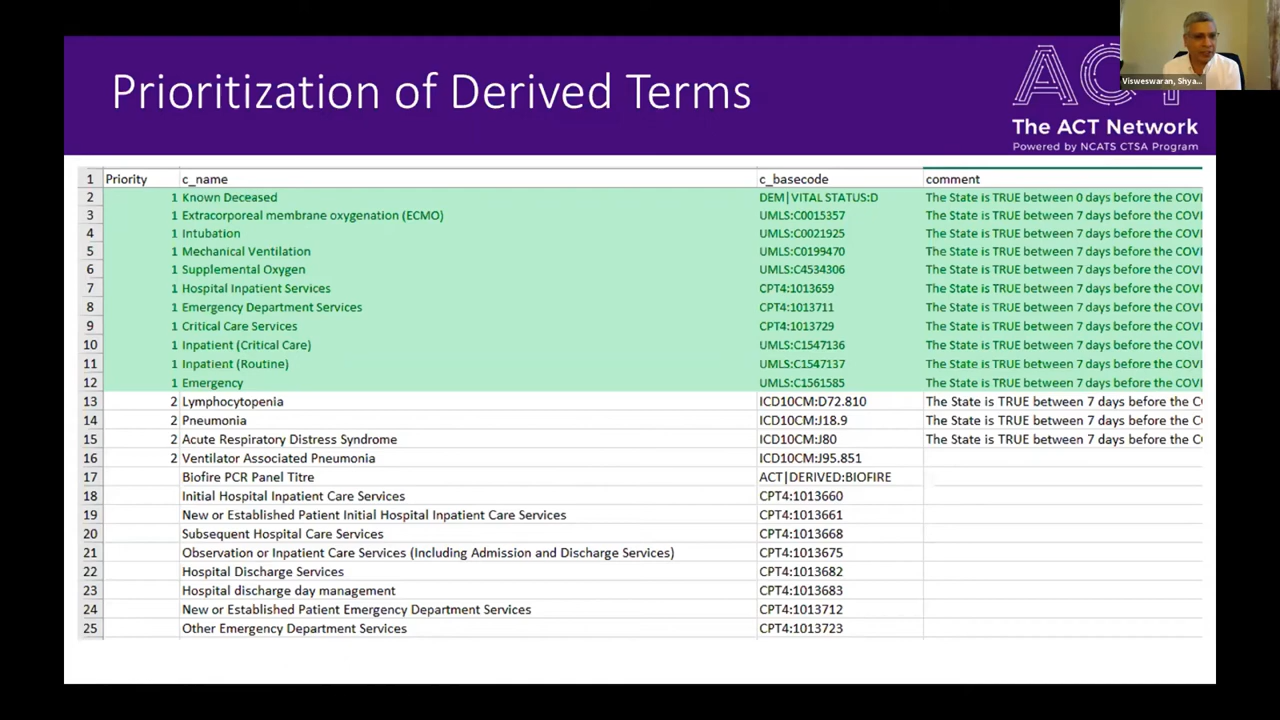 Visweswaran, Shya...
Prioritization of Derived Terms
The ACT Network
Powered by NCATS CTSA Program
1 Priority c_name c_basecode comment
2 1 Known Deceased DEM|VITAL STATUS:D The State is TRUE between 0 days before the COVI
3 1 Extracorporeal membrane oxygenation (ECMO) UMLS:C0015357 The State is TRUE between 7 days before the COVI
4 1 Intubation UMLS:C0021925 The State is TRUE between 7 days before the COVI
5 1 Mechanical Ventilation UMLS:C0199470 The State is TRUE between 7 days before the COVI
6 1 Supplemental Oxygen UMLS:C4534306 The State is TRUE between 7 days before the COVI
7 1 Hospital Inpatient Services CPT4:1013659 The State is TRUE between 7 days before the COVI
8 1 Emergency Department Services CPT4:1013711 The State is TRUE between 7 days before the COVI
9 1 Critical Care Services CPT4:1013729 The State is TRUE between 7 days before the COVI
10 1 Inpatient (Critical Care) UMLS:C1547136 The State is TRUE between 7 days before the COVI
11 1 Inpatient (Routine) UMLS:C1547137 The State is TRUE between 7 days before the COVI
12 1 Emergency UMLS:C1561585 The State is TRUE between 7 days before the COVI
13 2 Lymphocytopenia ICD10CM:D72.810 The State is TRUE between 7 days before the CO
14 2 Pneumonia ICD10CM:J18.9 The State is TRUE between 7 days before the CO
15 2 Acute Respiratory Distress Syndrome ICD10CM:J80 The State is TRUE between 7 days before the CO
16 2 Ventilator Associated Pneumonia ICD10CM:J95.851
17 Biofire PCR Panel Titre ACT|DERIVED:BIOFIRE
18 Initial Hospital Inpatient Care Services CPT4:1013660
19 New or Established Patient Initial Hospital Inpatient Care Services CPT4:1013661
20 Subsequent Hospital Care Services CPT4:1013668
21 Observation or Inpatient Care Services (Including Admission and Discharge Services) CPT4:1013675
22 Hospital Discharge Services CPT4:1013682
23 Hospital discharge day management CPT4:1013683
24 New or Established Patient Emergency Department Services CPT4:1013712
25 Other Emergency Department Services CPT4:1013723